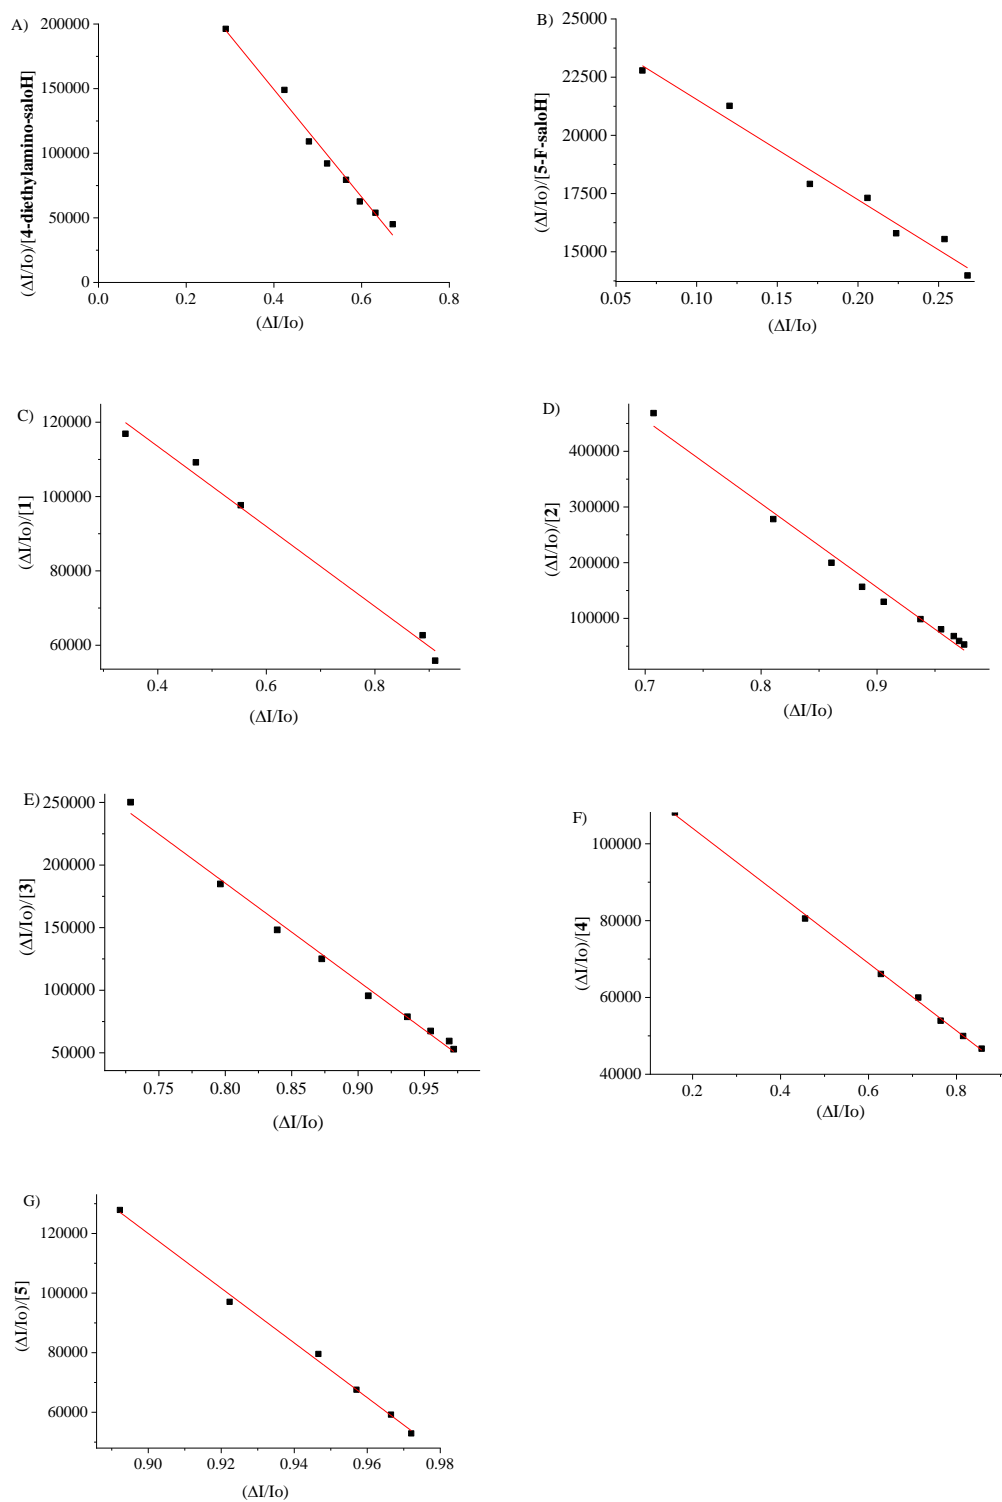 A)
(ΔI/Io)/[4-diethylamino-saloH]
200000
150000
100000
50000
0
0.0 0.2 0.4 0.6 0.8
(ΔI/Io)
B)
(ΔI/Io)/[5-F-saloH]
25000
22500
20000
17500
15000
0.05 0.10 0.15 0.20 0.25
(ΔI/Io)
C)
(ΔI/Io)/[1]
120000
100000
80000
60000
0.4 0.6 0.8
(ΔI/Io)
D)
(ΔI/Io)/[2]
400000
300000
200000
100000
0.7 0.8 0.9
(ΔI/Io)
E)
(ΔI/Io)/[3]
250000
200000
150000
100000
50000
0.75 0.80 0.85 0.90 0.95
(ΔI/Io)
F)
(ΔI/Io)/[4]
100000
80000
60000
40000
0.2 0.4 0.6 0.8
(ΔI/Io)
G)
(ΔI/Io)/[5]
120000
100000
80000
60000
0.90 0.92 0.94 0.96 0.98
(ΔI/Io)